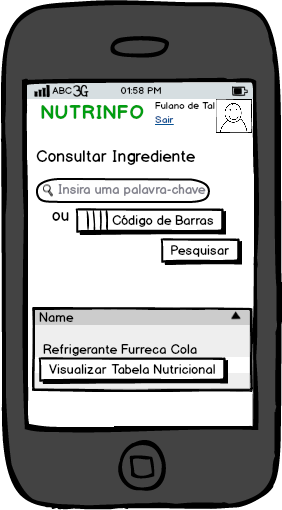 ABC 3G 01:58 PM
NUTRINFO
Fulano de Tal
Sair
Consultar Ingrediente
Insira uma palavra-chave
ou Código de Barras
Pesquisar
Name
Refrigerante Furreca Cola
Visualizar Tabela Nutricional